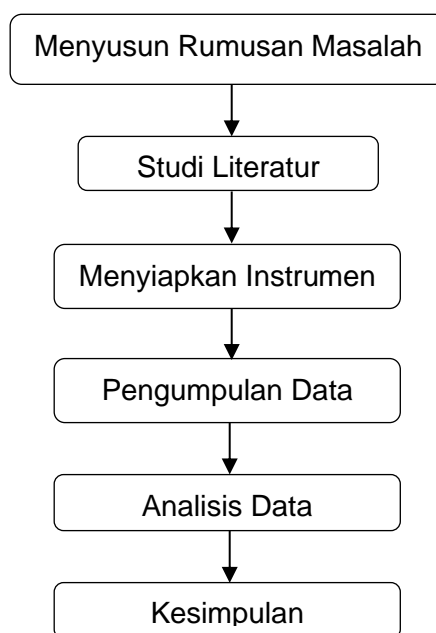 Menyusun Rumusan Masalah
Studi Literatur
Menyiapkan Instrumen
Pengumpulan Data
Analisis Data
Kesimpulan